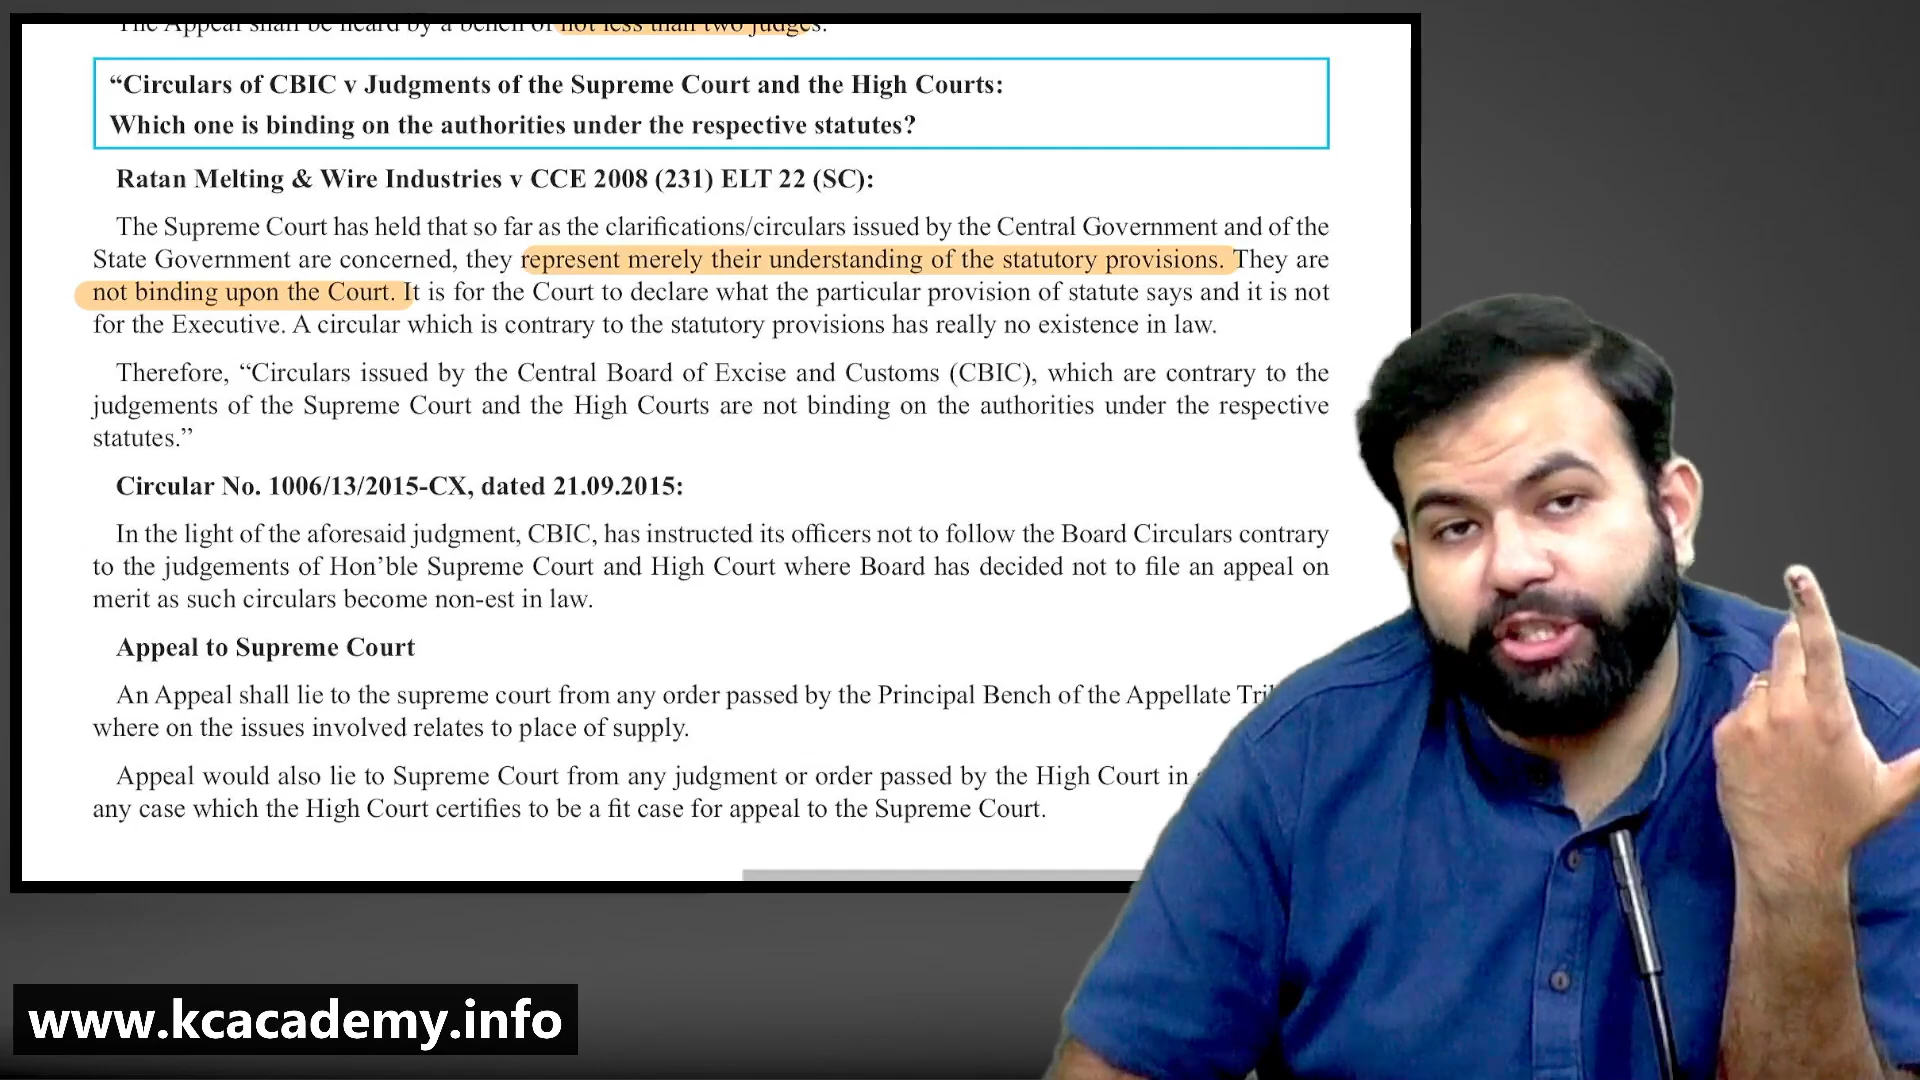 The Appeal shall be heard by a bench of not less than two judges.
“Circulars of CBIC v Judgments of the Supreme Court and the High Courts:
Which one is binding on the authorities under the respective statutes?
Ratan Melting & Wire Industries v CCE 2008 (231) ELT 22 (SC):
The Supreme Court has held that so far as the clarifications/circulars issued by the Central Government and of the
State Government are concerned, they represent merely their understanding of the statutory provisions. They are
not binding upon the Court. It is for the Court to declare what the particular provision of statute says and it is not
for the Executive. A circular which is contrary to the statutory provisions has really no existence in law.
Therefore, “Circulars issued by the Central Board of Excise and Customs (CBIC), which are contrary to the
judgements of the Supreme Court and the High Courts are not binding on the authorities under the respective
statutes.”
Circular No. 1006/13/2015-CX, dated 21.09.2015:
In the light of the aforesaid judgment, CBIC, has instructed its officers not to follow the Board Circulars contrary
to the judgements of Hon’ble Supreme Court and High Court where Board has decided not to file an appeal on
merit as such circulars become non-est in law.
Appeal to Supreme Court
An Appeal shall lie to the supreme court from any order passed by the Principal Bench of the Appellate
where on the issues involved relates to place of supply.
Appeal would also lie to Supreme Court from any judgment or order passed by the High Court in
any case which the High Court certifies to be a fit case for appeal to the Supreme Court.
www.kcacademy.info